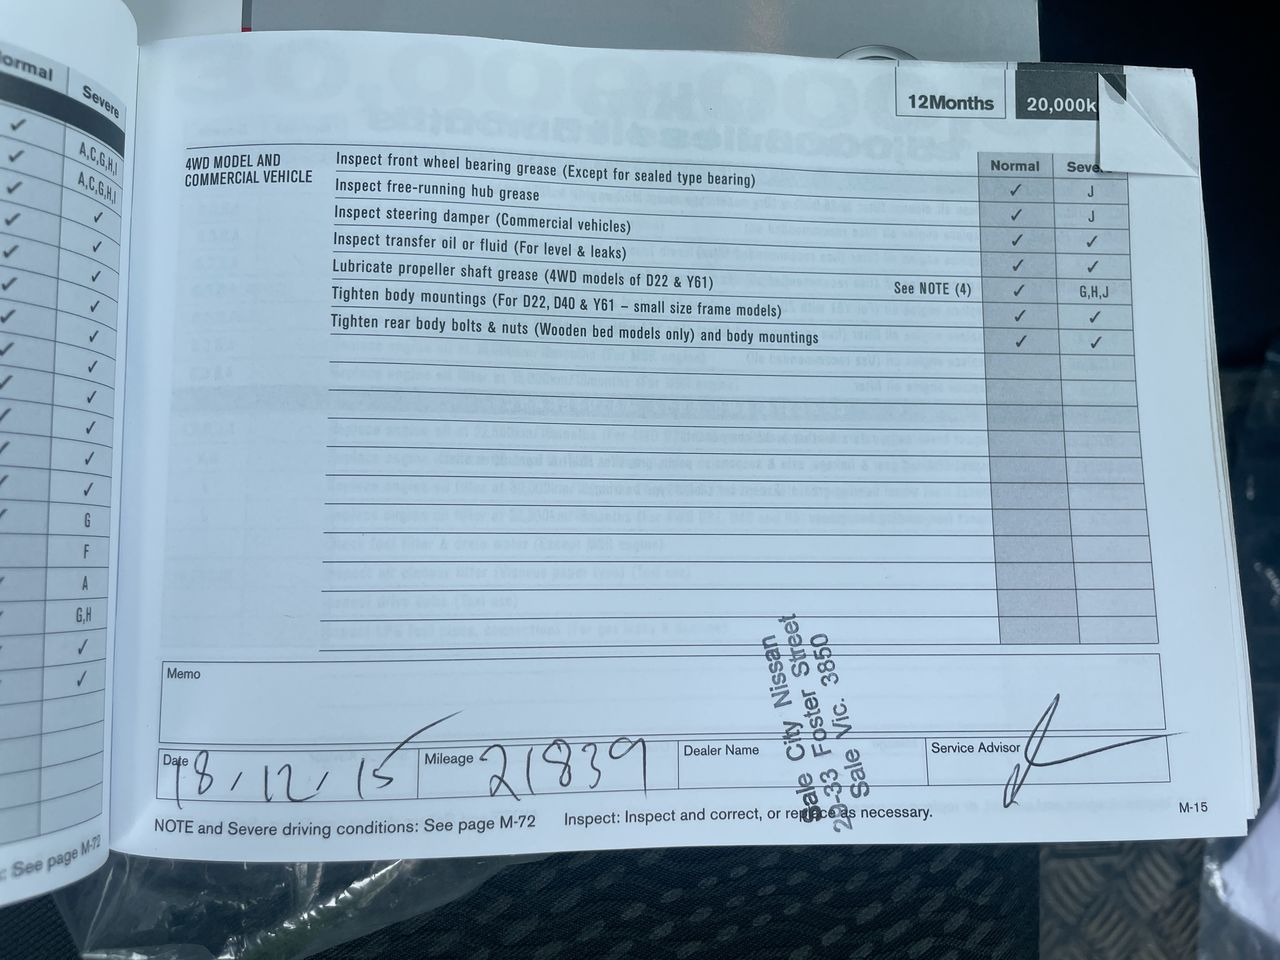 ormal Severe
✓ A,C,G,H,I
✓ A,C,G,H,I
✓ ✓
✓ ✓
✓ ✓
✓ ✓
✓ ✓
✓ ✓
✓ ✓
✓ ✓
✓ ✓
✓ ✓
✓ G
F
✓ A
✓ G,H
✓ ✓
✓ ✓
: See page M-72
12Months 20,000k
Normal Seve
4WD MODEL AND
COMMERCIAL VEHICLE
Inspect front wheel bearing grease (Except for sealed type bearing) ✓ J
Inspect free-running hub grease ✓ J
Inspect steering damper (Commercial vehicles) ✓ ✓
Inspect transfer oil or fluid (For level & leaks) ✓ ✓
Lubricate propeller shaft grease (4WD models of D22 & Y61) See NOTE (4) ✓ G,H,J
Tighten body mountings (For D22, D40 & Y61 – small size frame models) ✓ ✓
Tighten rear body bolts & nuts (Wooden bed models only) and body mountings ✓ ✓
Memo
Date 18/12/15 Mileage 21839 Dealer Name Service Advisor
Sale City Nissan
Foster Street
Sale Vic. 3850
NOTE and Severe driving conditions: See page M-72 Inspect: Inspect and correct, or replace as necessary.
M-15